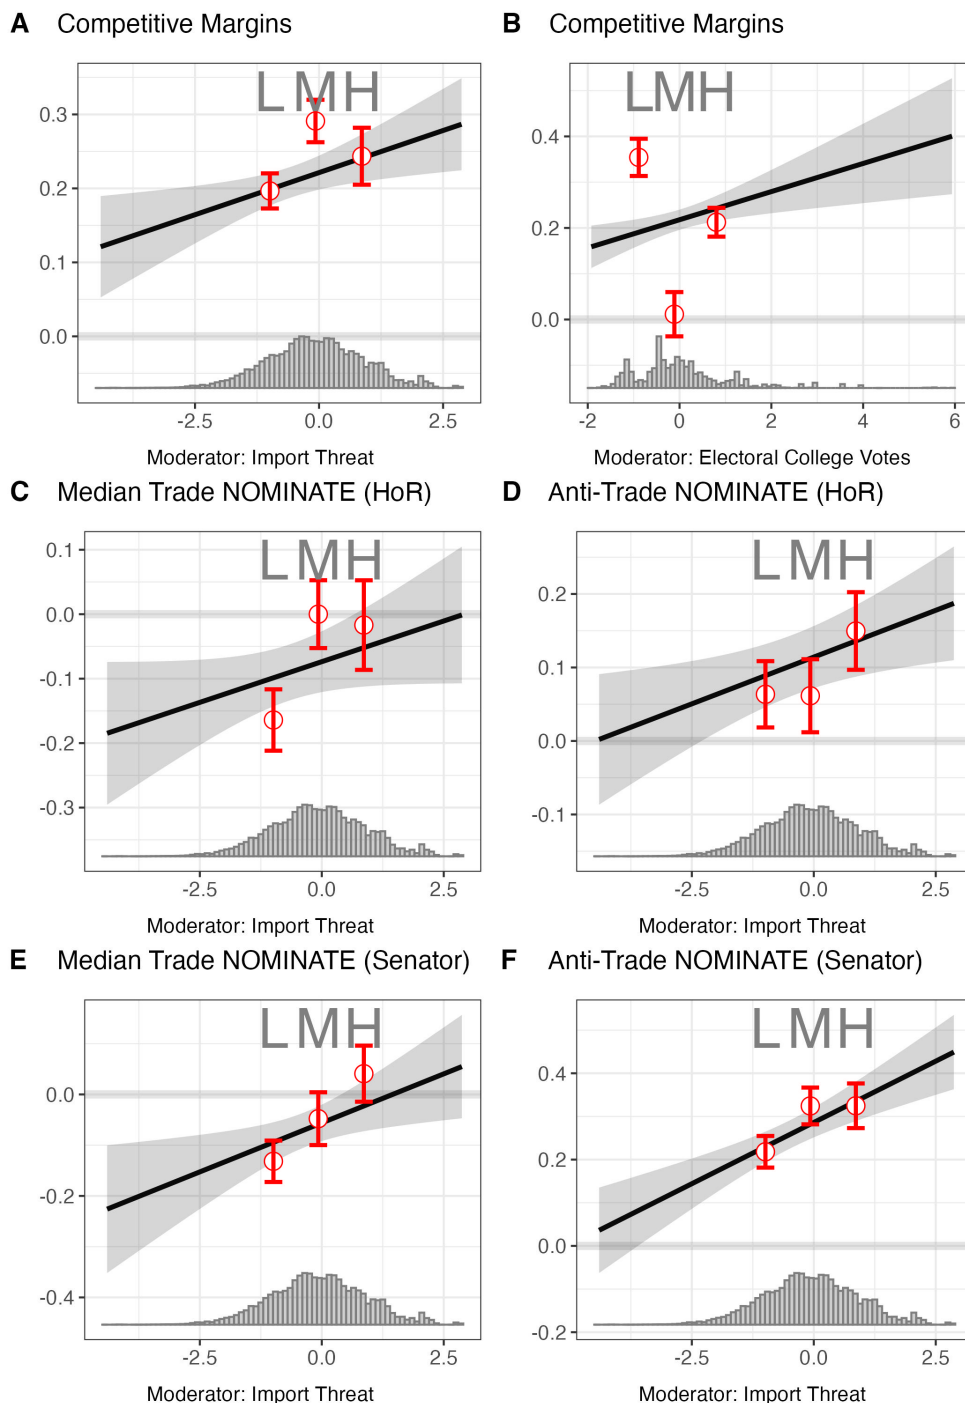 A Competitive Margins
L M H
0.3
0.2
0.1
0.0
-2.5 0.0 2.5
Moderator: Import Threat
B Competitive Margins
LMH
0.4
0.2
0.0
-2 0 2 4 6
Moderator: Electoral College Votes
C Median Trade NOMINATE (HoR)
L M H
0.1
0.0
-0.1
-0.2
-0.3
-2.5 0.0 2.5
Moderator: Import Threat
D Anti-Trade NOMINATE (HoR)
L M H
0.2
0.1
0.0
-0.1
-2.5 0.0 2.5
Moderator: Import Threat
E Median Trade NOMINATE (Senator)
L M H
0.0
-0.2
-0.4
-2.5 0.0 2.5
Moderator: Import Threat
F Anti-Trade NOMINATE (Senator)
L M H
0.4
0.2
0.0
-0.2
-2.5 0.0 2.5
Moderator: Import Threat